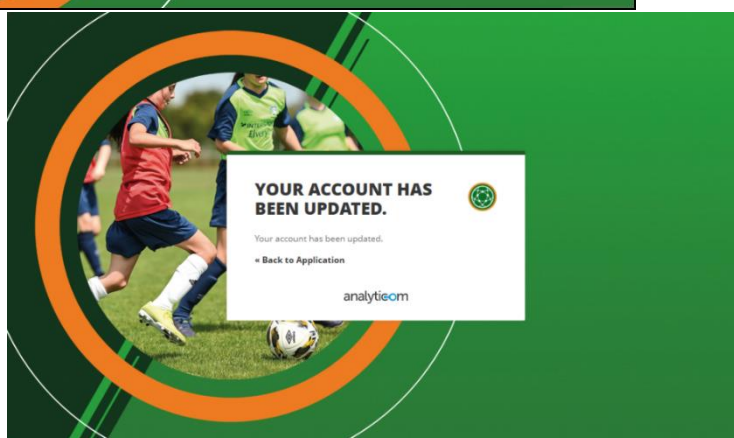 YOUR ACCOUNT HAS
BEEN UPDATED.
Your account has been updated.
« Back to Application
analyticom